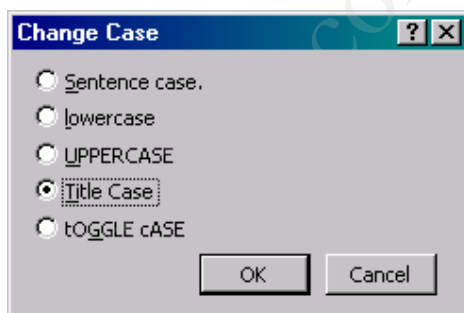 Change Case
Sentence case.
lowercase
UPPERCASE
Title Case
tOGGLE cASE
OK Cancel